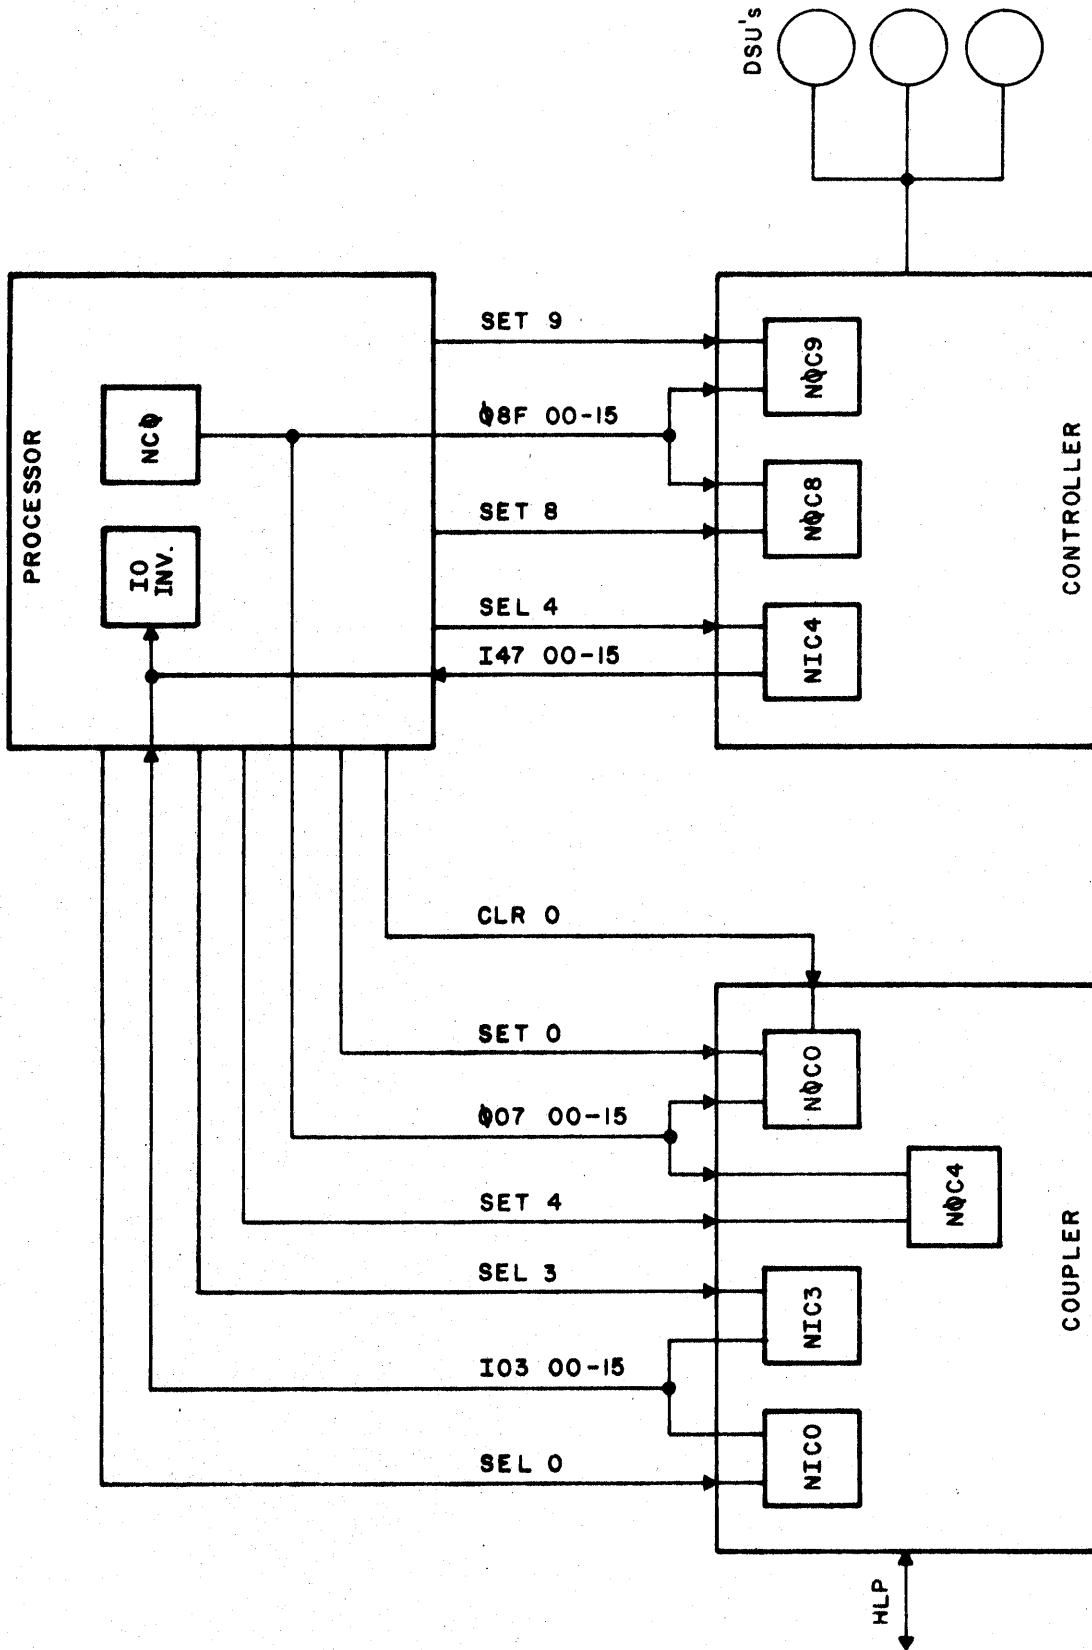 DSU's
PROCESSOR
NCØ
IO
INV.
SET 9
Ø8F 00-15
SET 8
SEL 4
I47 00-15
NØC9
NØC8
NIC4
CONTROLLER
CLR 0
SET 0
Ø07 00-15
SET 4
SEL 3
I03 00-15
SEL 0
NØC0
NØC4
NIC3
NIC0
COUPLER
HLP